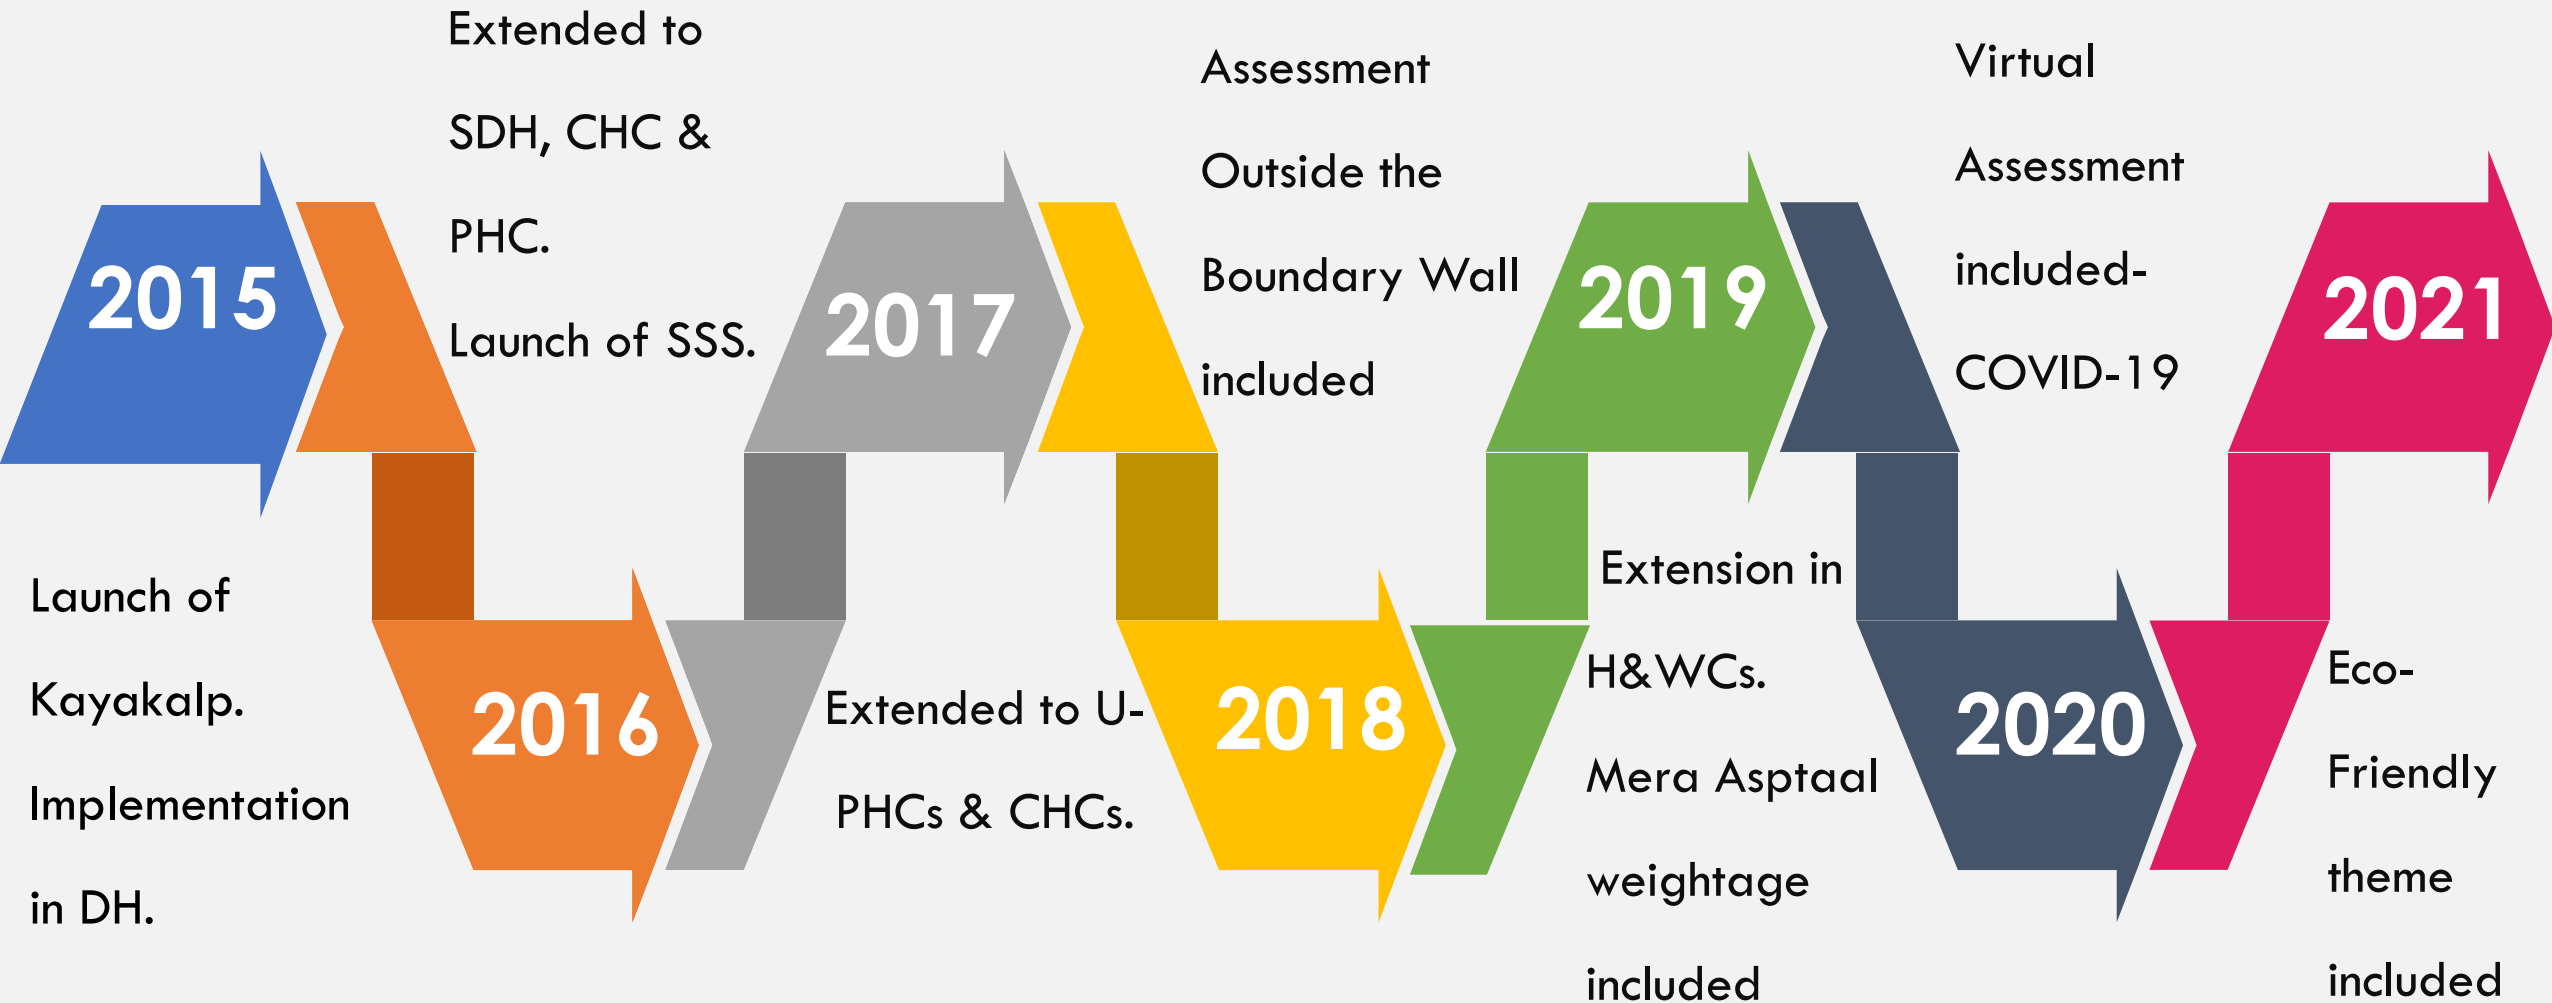 2015
Launch of
Kayakalp.
Implementation
in DH.
Extended to
SDH, CHC &
PHC.
Launch of SSS.
2016
2017
Extended to U-
PHCs & CHCs.
Assessment
Outside the
Boundary Wall
included
2018
2019
Extension in
H&WCs.
Mera Asptaal
weightage
included
Virtual
Assessment
included-
COVID-19
2020
2021
Eco-
Friendly
theme
included